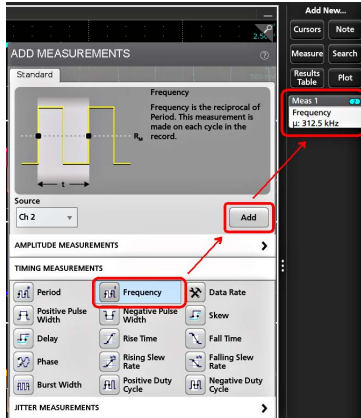 Add New...
Cursors
Note
Measure
Search
Results
Table
Plot
Meas 1
2
Frequency
μ: 312.5 kHz
ADD MEASUREMENTS
?
Standard
Frequency
Frequency is the reciprocal of
Period. This measurement is
made on each cycle in the
record.
RM
t
Source
Ch 2
Add
AMPLITUDE MEASUREMENTS
TIMING MEASUREMENTS
Period
Frequency
Data Rate
Positive Pulse
Width
Negative Pulse
Width
Skew
Delay
Rise Time
Fall Time
Phase
Rising Slew
Rate
Falling Slew
Rate
Burst Width
Positive Duty
Cycle
Negative Duty
Cycle
JITTER MEASUREMENTS